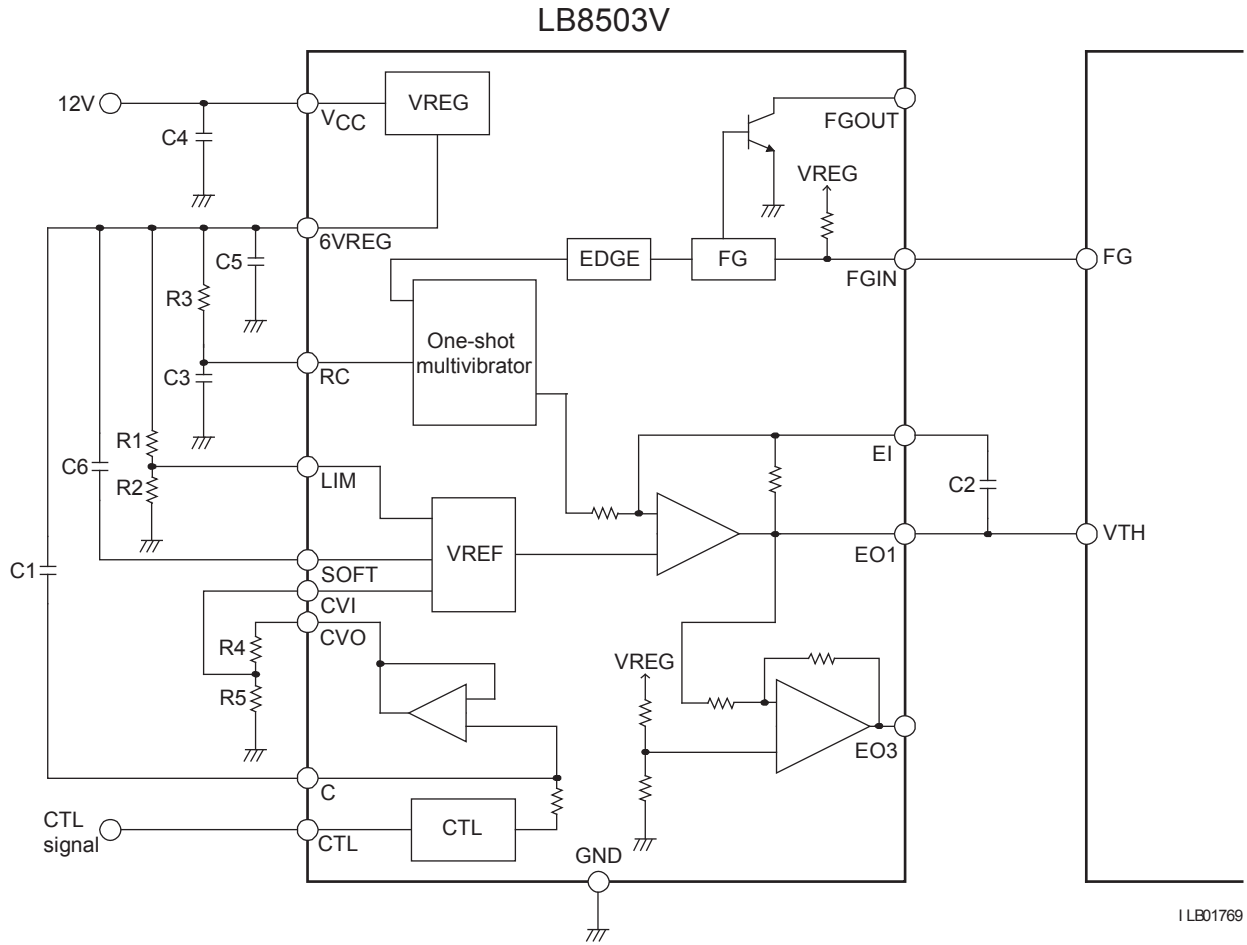 LB8503V
12V
VCC
VREG
C4
FGOUT
VREG
6VREG
C5
R3
EDGE
FG
FGIN
FG
One-shot
multivibrator
RC
C3
R1
C6
R2
LIM
EI
C2
VREF
EO1
VTH
C1
SOFT
CVI
CVO
R4
R5
VREG
EO3
C
CTL
signal
CTL
CTL
GND
I LB01769